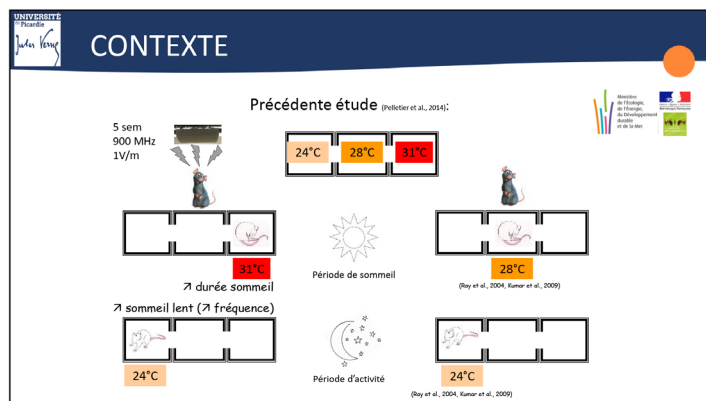 UNIVERSITÉ
de Picardie
Jules Verne
CONTEXTE
Précédente étude (Pelletier et al., 2014):
5 sem
900 MHz
1V/m
24°C 28°C 31°C
Ministère
de l'Ecologie,
de l'Energie,
du Développement
durable
et de la Mer
31°C
↗ durée sommeil
Période de sommeil
28°C
(Ray et al., 2004, Kumar et al., 2009)
↗ sommeil lent (↗ fréquence)
24°C
Période d'activité
24°C
(Ray et al., 2004, Kumar et al., 2009)